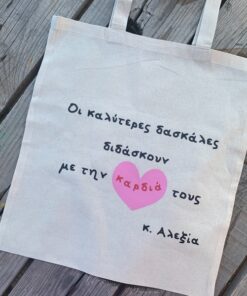 Οι καλύτερες δασκάλες
διδάσκουν
με την καρδιά τους
κ. Αλεξία